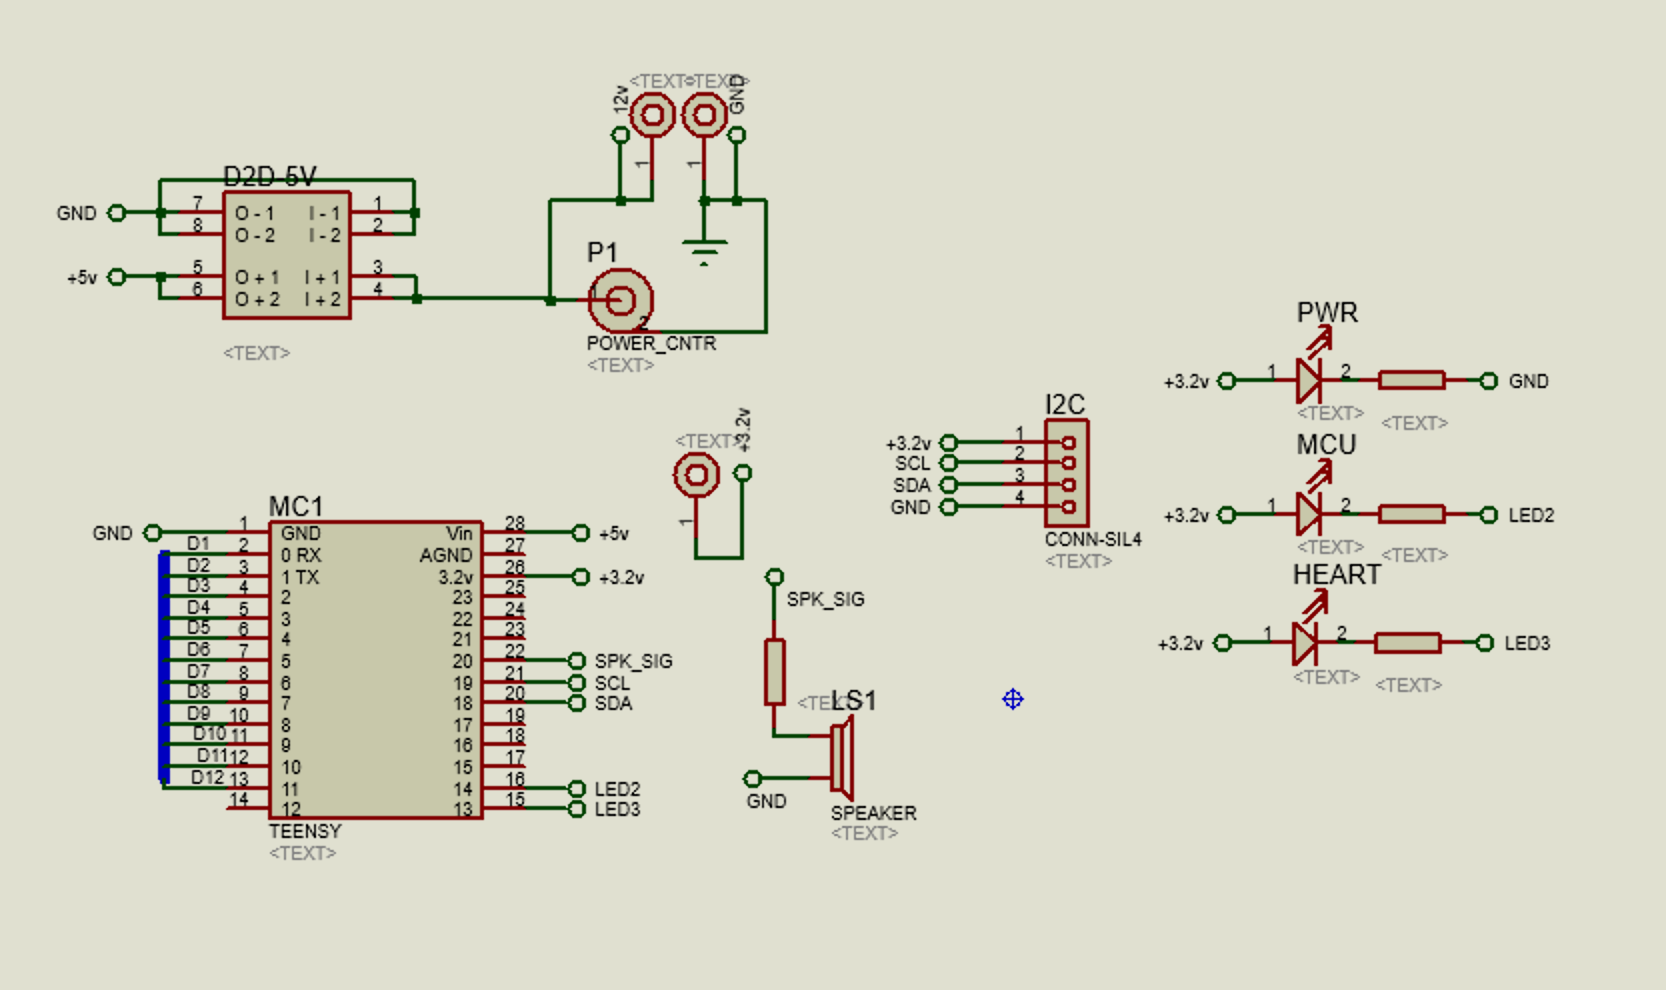 <TEXT> <TEXT>
12v
GND
1
1
D2D-5V
GND
7 O - 1 I - 1 1
8 O - 2 I - 2 2
+5v
5 O + 1 I + 1 3
6 O + 2 I + 2 4
<TEXT>
P1
1
2
POWER_CNTR
<TEXT>
<TEXT>
+3.2v
1
I2C
+3.2v 1
SCL 2
SDA 3
GND 4
CONN-SIL4
<TEXT>
PWR
+3.2v 1 2 GND
<TEXT> <TEXT>
MCU
+3.2v 1 2 LED2
<TEXT> <TEXT>
HEART
+3.2v 1 2 LED3
<TEXT> <TEXT>
MC1
GND 1 GND Vin 28 +5v
D1 2 0 RX AGND 27
D2 3 1 TX 3.2v 26 +3.2v
D3 4 2 23 25
D4 5 3 22 24
D5 6 4 21 23
D6 7 5 20 22 SPK_SIG
D7 8 6 19 21 SCL
D8 9 7 18 20 SDA
D9 10 8 17 19
D10 11 9 16 18
D11 12 10 15 17
D12 13 11 14 16 LED2
14 12 13 15 LED3
TEENSY
<TEXT>
SPK_SIG
<TEXT>
LS1
GND
SPEAKER
<TEXT>